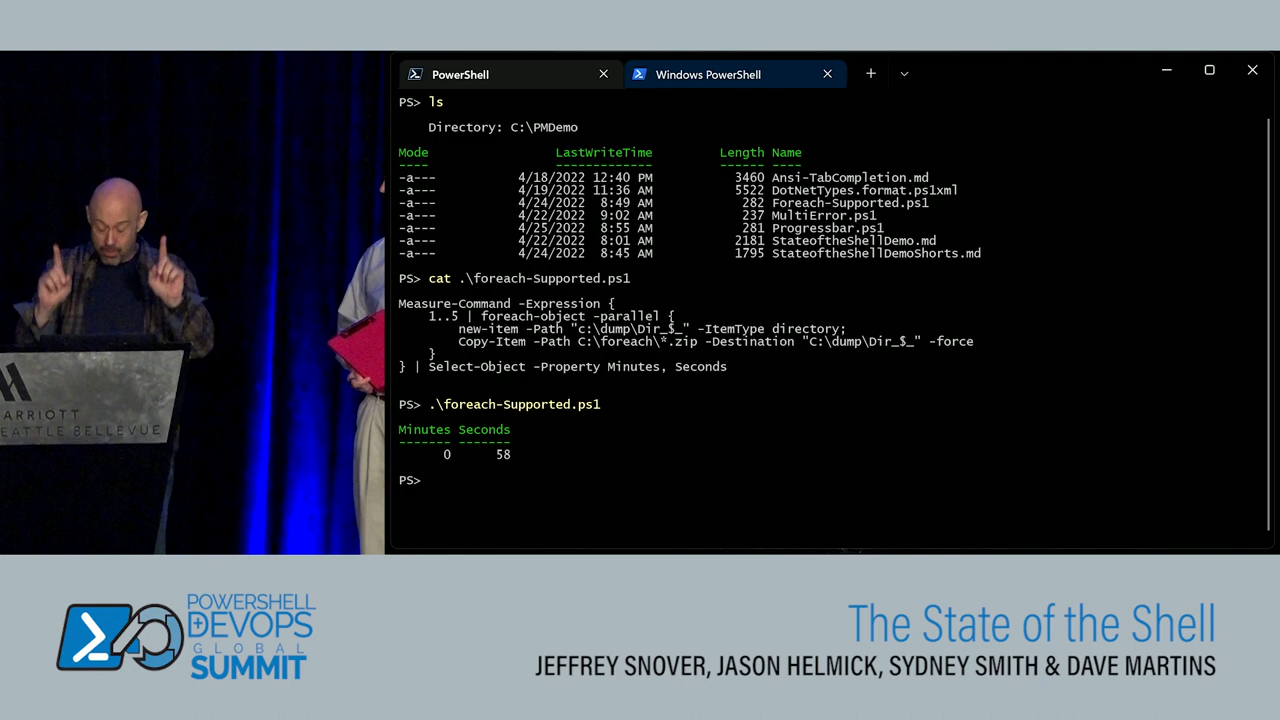 PowerShell
Windows PowerShell
PS> ls
Directory: C:\PMDemo
Mode LastWriteTime Length Name
---- ------------- ------ ----
-a--- 4/18/2022 12:40 PM 3460 Ansi-TabCompletion.md
-a--- 4/19/2022 11:36 AM 5522 DotNetTypes.format.ps1xml
-a--- 4/24/2022 8:49 AM 282 Foreach-Supported.ps1
-a--- 4/22/2022 9:02 AM 237 MultiError.ps1
-a--- 4/25/2022 8:55 AM 281 Progressbar.ps1
-a--- 4/22/2022 8:01 AM 2181 StateoftheShellDemo.md
-a--- 4/24/2022 8:45 AM 1795 StateoftheShellDemoShorts.md
PS> cat .\foreach-Supported.ps1
Measure-Command -Expression {
1..5 | foreach-object -parallel {
new-item -Path "c:\dump\Dir_$_" -ItemType directory;
Copy-Item -Path C:\foreach\*.zip -Destination "C:\dump\Dir_$_" -force
}
} | Select-Object -Property Minutes, Seconds
PS> .\foreach-Supported.ps1
Minutes Seconds
------- -------
0 58
PS>
ARRIOTT
EATTLE BELLEVUE
POWERSHELL
DEVOPS
GLOBAL
SUMMIT
The State of the Shell
JEFFREY SNOVER, JASON HELMICK, SYDNEY SMITH & DAVE MARTINS